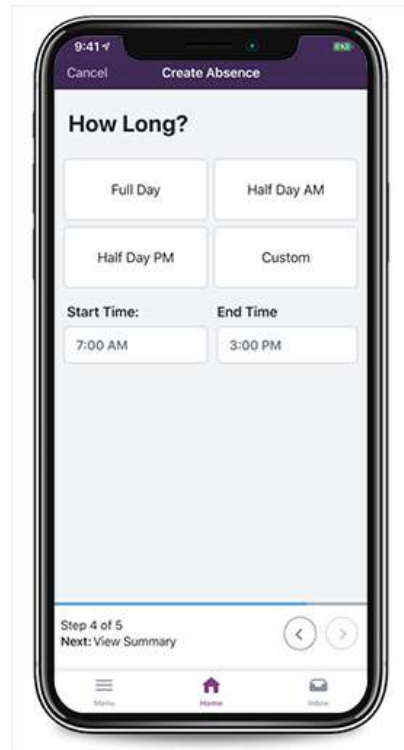 9:41
Cancel Create Absence
How Long?
Full Day Half Day AM
Half Day PM Custom
Start Time: End Time
7:00 AM 3:00 PM
Step 4 of 5
Next: View Summary
Menu Home Inbox